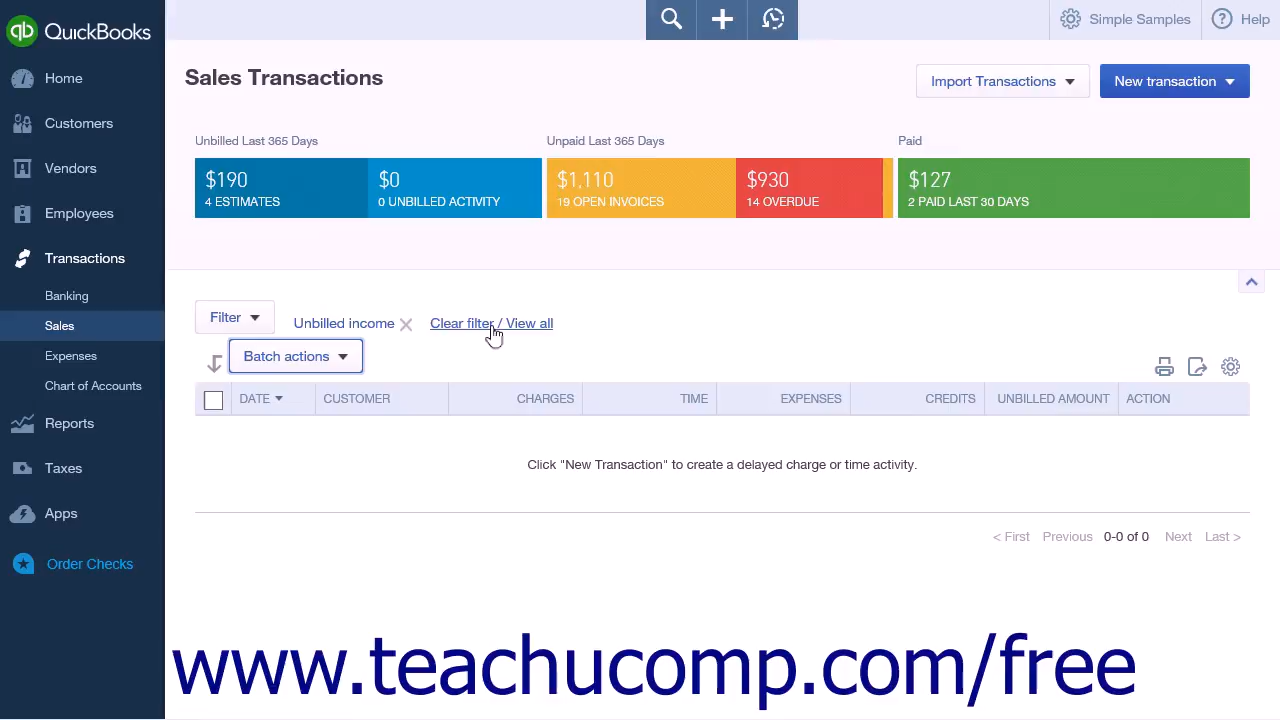 QuickBooks
Simple Samples
Help
Home
Customers
Vendors
Employees
Transactions
Banking
Sales
Expenses
Chart of Accounts
Reports
Taxes
Apps
Order Checks
Sales Transactions
Import Transactions
New transaction
Unbilled Last 365 Days
Unpaid Last 365 Days
Paid
$190
$0
$1,110
$930
$127
4 ESTIMATES
0 UNBILLED ACTIVITY
19 OPEN INVOICES
14 OVERDUE
2 PAID LAST 30 DAYS
Filter
Unbilled income
Clear filter / View all
Batch actions
DATE
CUSTOMER
CHARGES
TIME
EXPENSES
CREDITS
UNBILLED AMOUNT
ACTION
Click "New Transaction" to create a delayed charge or time activity.
< First Previous 0-0 of 0 Next Last >
www.teachucomp.com/free